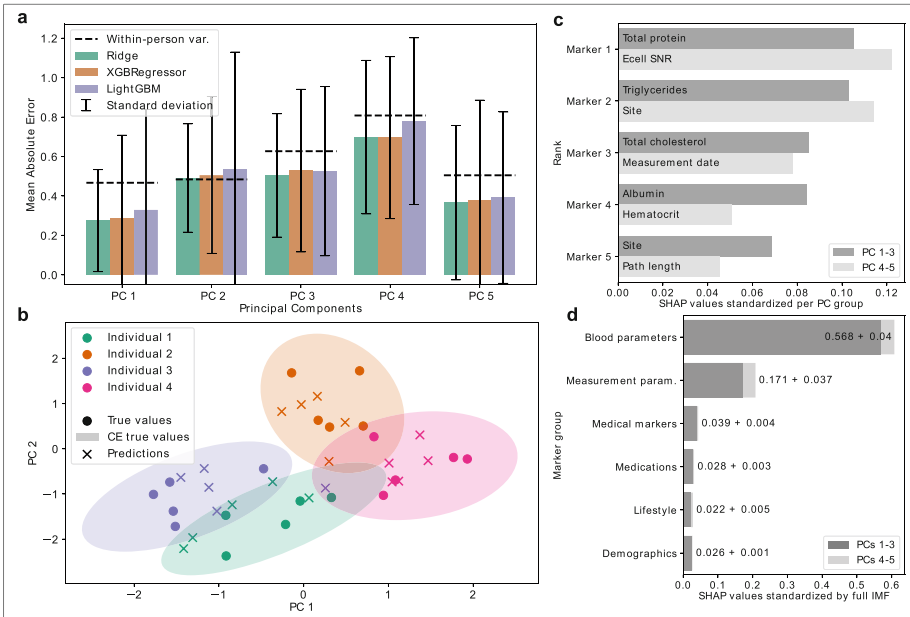 a
Mean Absolute Error
1.2
1.0
0.8
0.6
0.4
0.2
0.0
Within-person var.
Ridge
XGBRegressor
LightGBM
Standard deviation
PC 1
PC 2
PC 3
PC 4
PC 5
Principal Components
b
PC 2
2
1
0
−1
−2
Individual 1
Individual 2
Individual 3
Individual 4
True values
CE true values
Predictions
−2
−1
0
1
2
PC 1
c
Rank
Marker 1
Total protein
Ecell SNR
Marker 2
Triglycerides
Site
Marker 3
Total cholesterol
Measurement date
Marker 4
Albumin
Hematocrit
Marker 5
Site
Path length
PC 1-3
PC 4-5
0.00
0.02
0.04
0.06
0.08
0.10
0.12
SHAP values standardized per PC group
d
Marker group
Blood parameters
0.568 + 0.04
Measurement param.
0.171 + 0.037
Medical markers
0.039 + 0.004
Medications
0.028 + 0.003
Lifestyle
0.022 + 0.005
Demographics
0.026 + 0.001
PCs 1-3
PCs 4-5
0.0
0.1
0.2
0.3
0.4
0.5
0.6
SHAP values standardized by full IMF